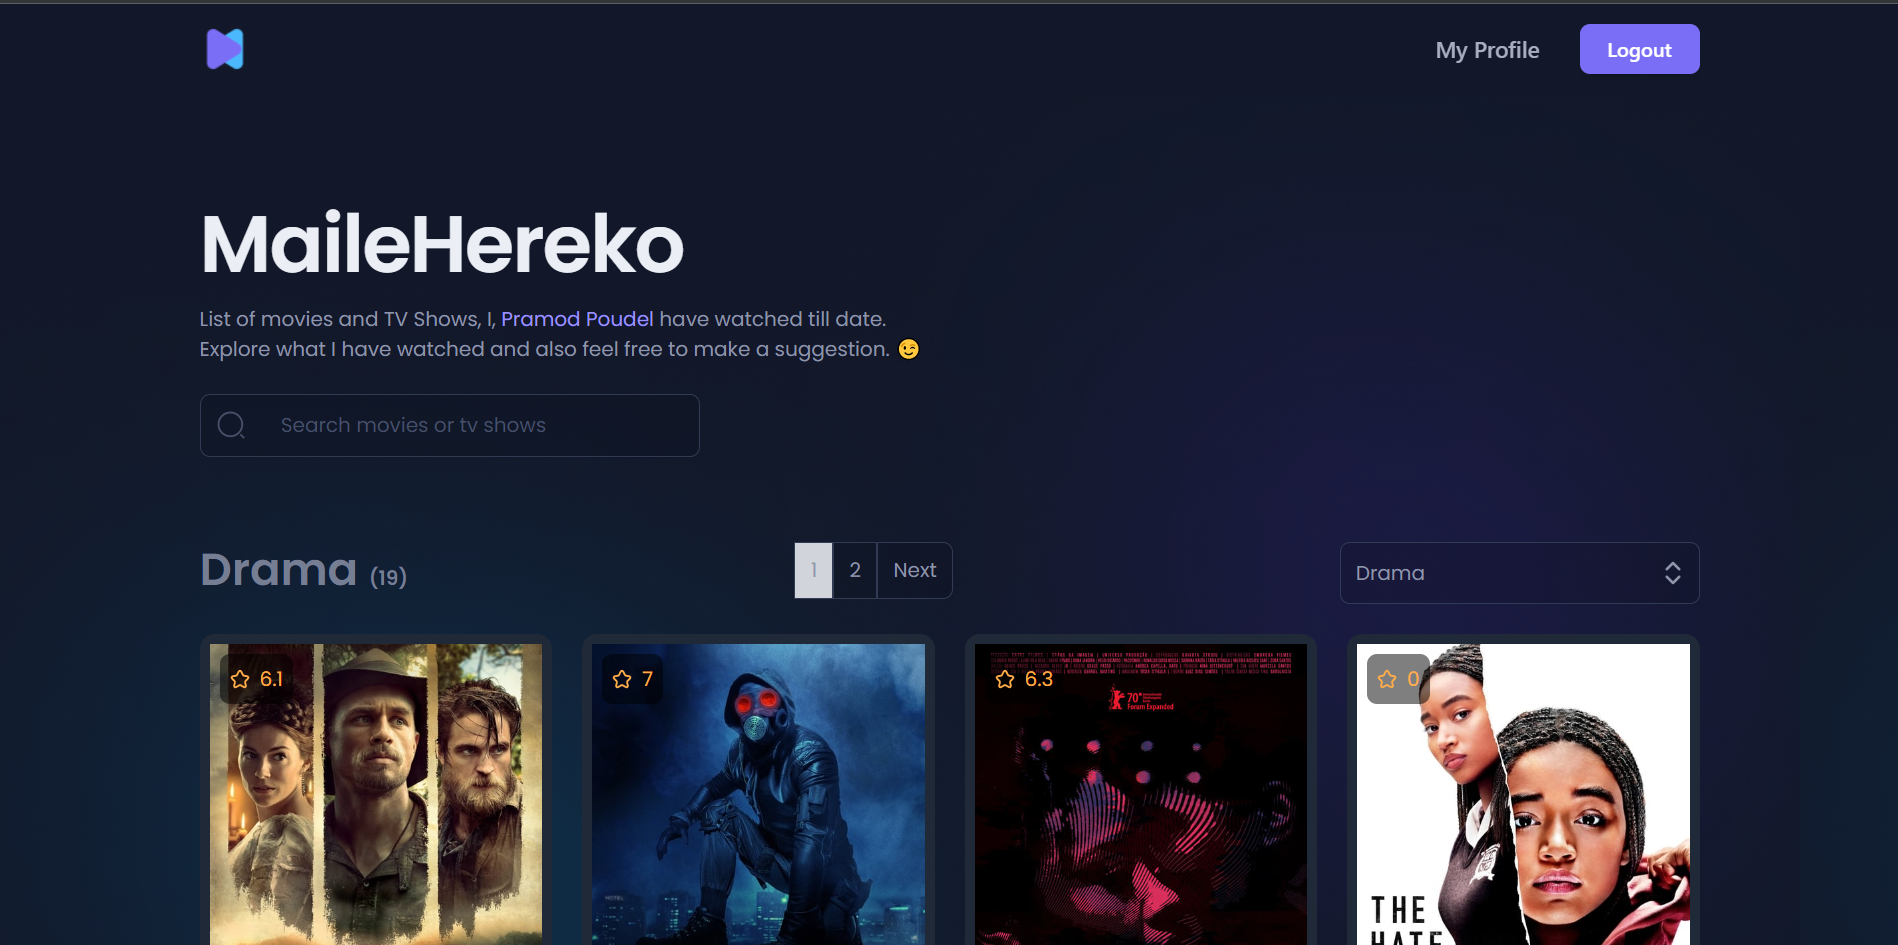 My Profile
Logout
MaileHereko
List of movies and TV Shows, I, Pramod Poudel have watched till date.
Explore what I have watched and also feel free to make a suggestion. 😉
Search movies or tv shows
Drama (19)
1 2 Next
Drama
6.1
7
6.3
0
70
Forum Expanded
HOTEL
THE
HATE